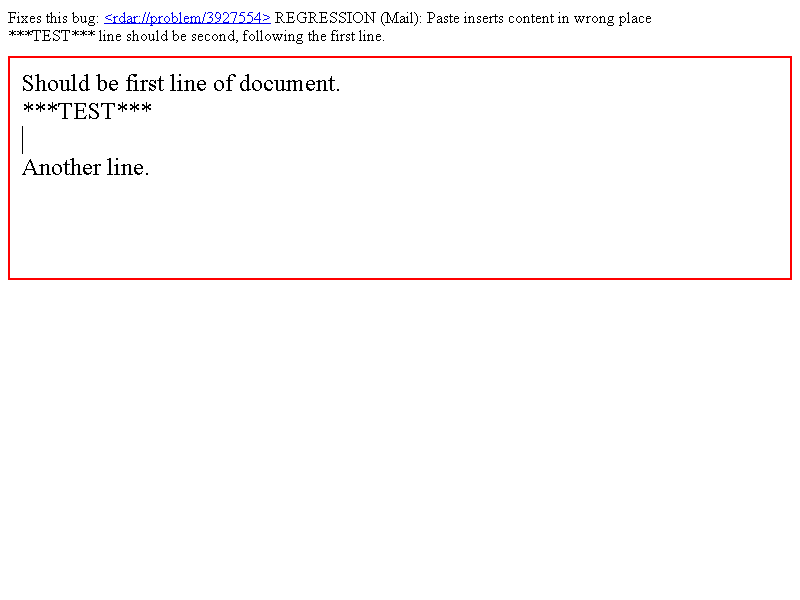 Fixes this bug: <rdar://problem/3927554> REGRESSION (Mail): Paste inserts content in wrong place
***TEST*** line should be second, following the first line.
Should be first line of document.
***TEST***
Another line.